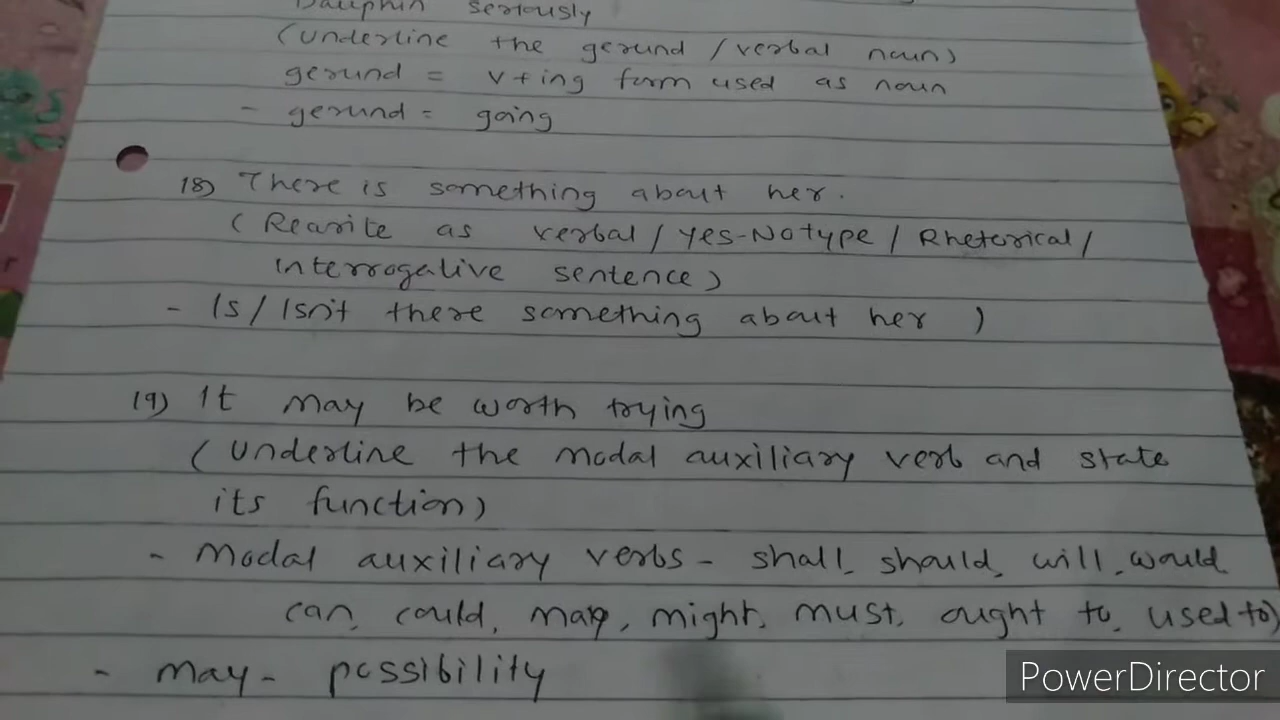 Dauphin seriously
(underline the gerund / verbal noun)
gerund = v+ing form used as noun
- gerund = going
18) There is something about her.
(Rewrite as verbal / Yes-No type / Rhetorical /
interrogative sentence)
- Is / Isn't there something about her )
19) It may be worth trying
(underline the modal auxiliary verb and state
its function)
- Modal auxiliary verbs - shall, should, will, would
can, could, may, might, must, ought to, used to)
- may - possibility
PowerDirector